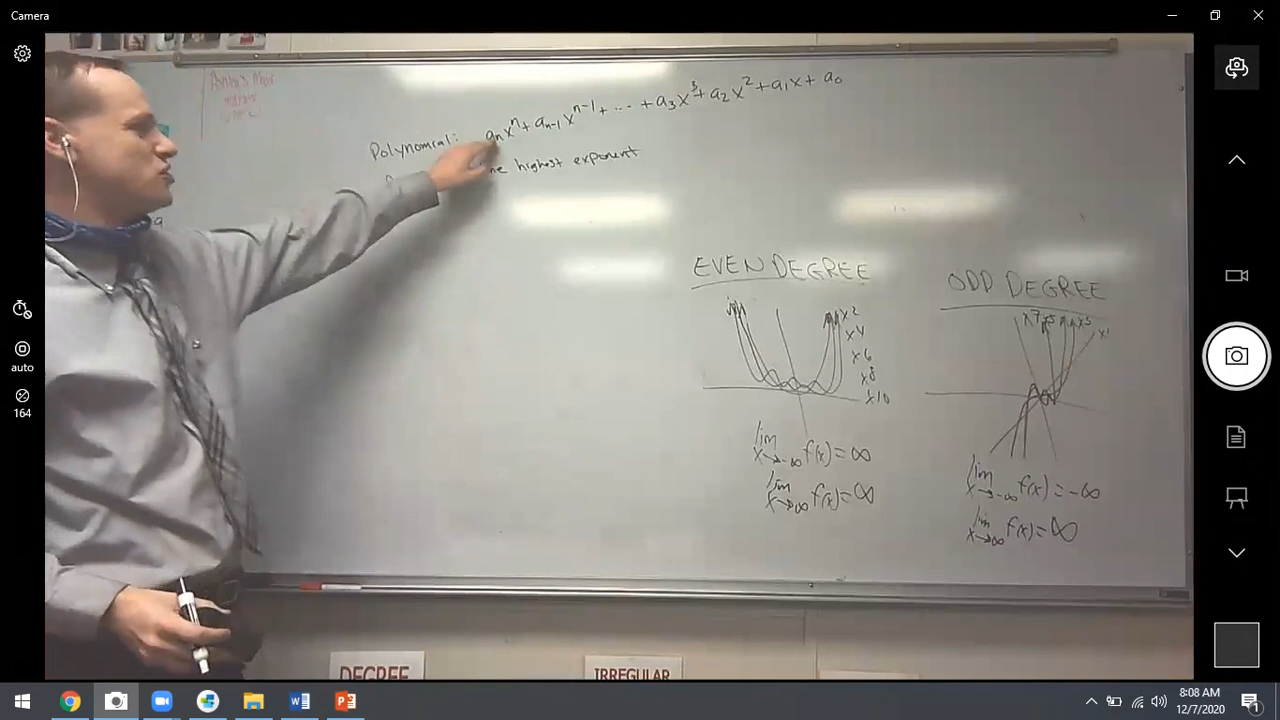 Camera
Polynomial: aₙxⁿ + aₙ₋₁xⁿ⁻¹ + ... + a₃x³ + a₂x² + a₁x + a₀
highest exponent
EVEN DEGREE
x2
x4
x6
x8
x10
lim x→-∞ f(x) = ∞
lim x→∞ f(x) = ∞
ODD DEGREE
lim x→-∞ f(x) = -∞
lim x→∞ f(x) = ∞
auto
164
DEGREE
IRREGULAR
8:08 AM
12/7/2020